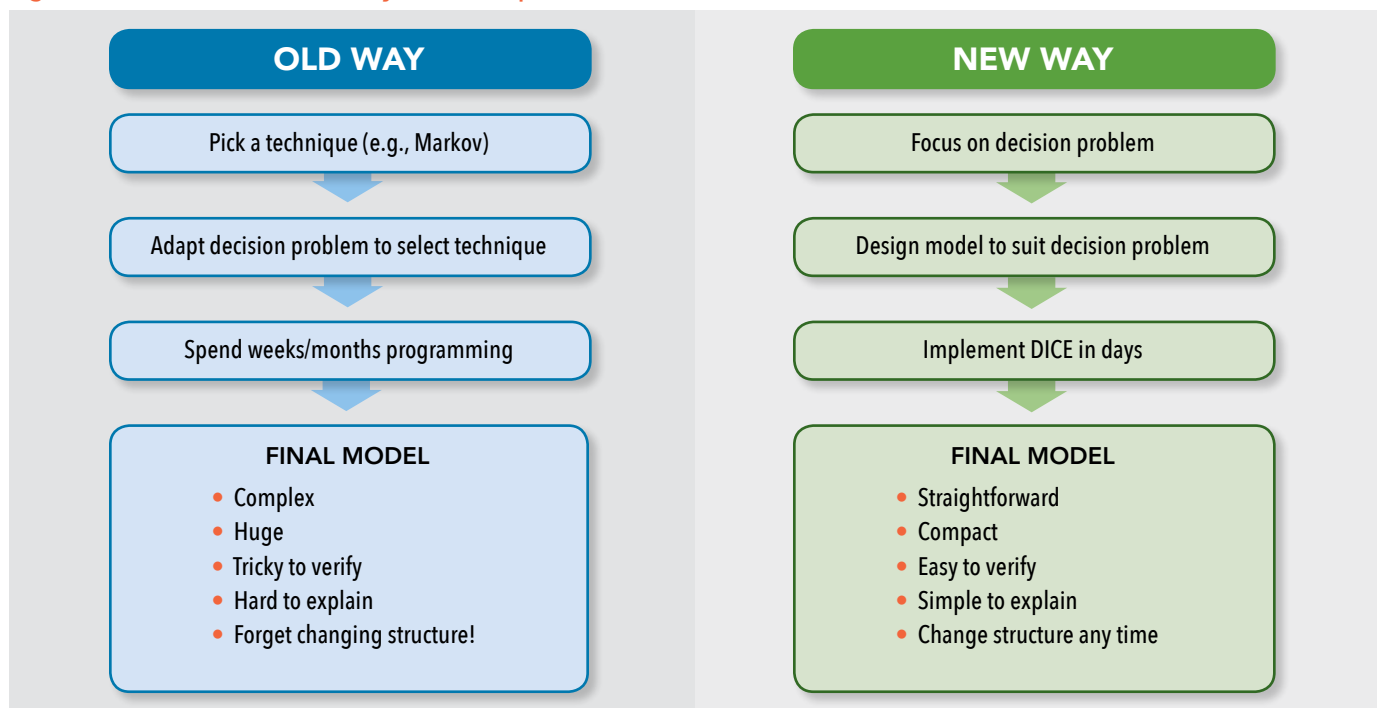 OLD WAY
Pick a technique (e.g., Markov)
Adapt decision problem to select technique
Spend weeks/months programming
FINAL MODEL
• Complex
• Huge
• Tricky to verify
• Hard to explain
• Forget changing structure!
NEW WAY
Focus on decision problem
Design model to suit decision problem
Implement DICE in days
FINAL MODEL
• Straightforward
• Compact
• Easy to verify
• Simple to explain
• Change structure any time